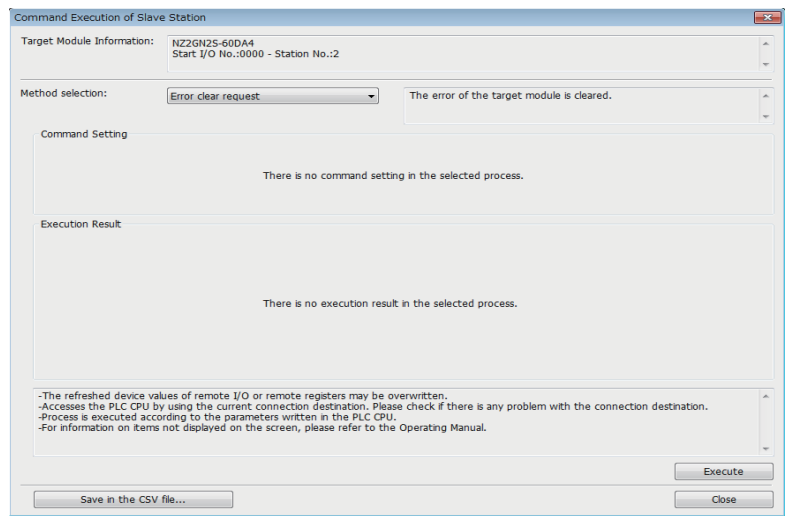 Command Execution of Slave Station
Target Module Information:
NZ2GN2S-60DA4
Start I/O No.:0000 - Station No.:2
Method selection:
Error clear request
The error of the target module is cleared.
Command Setting
There is no command setting in the selected process.
Execution Result
There is no execution result in the selected process.
-The refreshed device values of remote I/O or remote registers may be overwritten.
-Accesses the PLC CPU by using the current connection destination. Please check if there is any problem with the connection destination.
-Process is executed according to the parameters written in the PLC CPU.
-For information on items not displayed on the screen, please refer to the Operating Manual.
Execute
Save in the CSV file...
Close